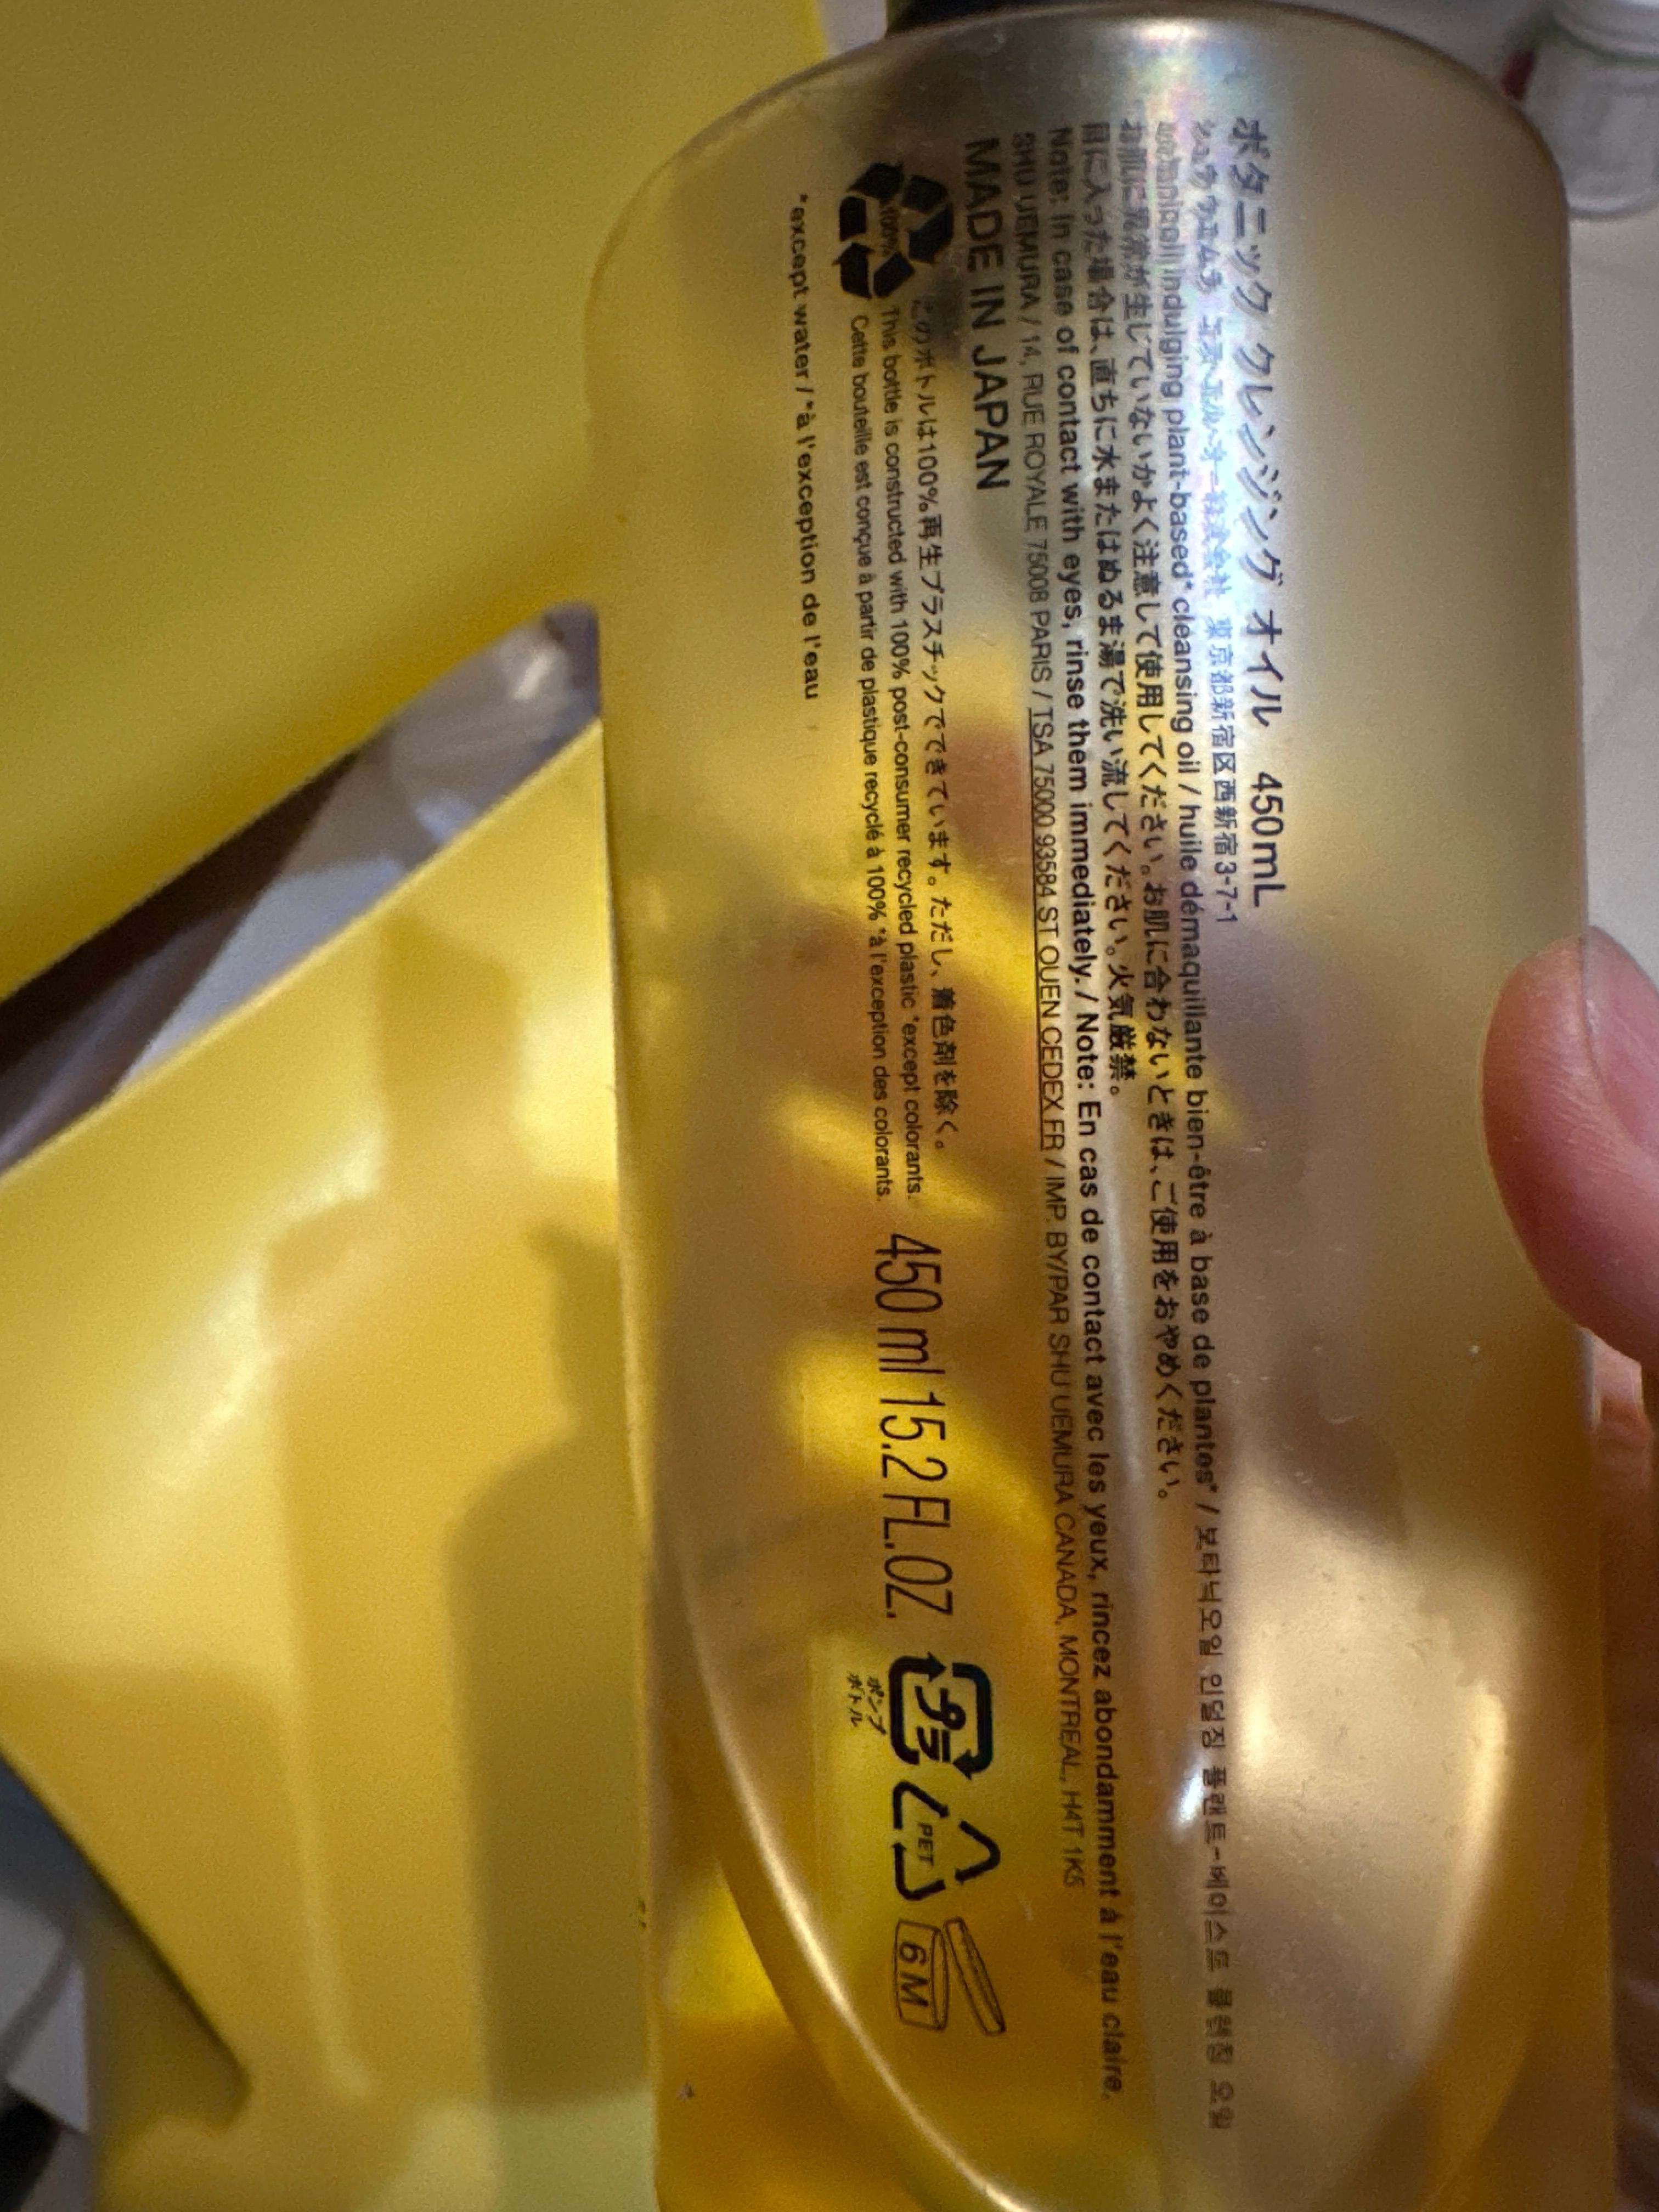 ボタニック クレンジング オイル 450mL
シュウ ウエムラ 日本ロレアル株式会社 東京都新宿区西新宿3-7-1
botanicoil indulging plant-based* cleansing oil / huile démaquillante bien-être à base de plantes* / 보타닉오일 인덜징 플랜트-베이스드 클렌징 오일
お肌に異常が生じていないかよく注意して使用してください。お肌に合わないときは、ご使用をおやめください。
目に入った場合は、直ちに水またはぬるま湯で洗い流してください。火気厳禁。
Note: In case of contact with eyes, rinse them immediately. / Note: En cas de contact avec les yeux, rincez abondamment à l'eau claire.
SHU UEMURA / 14, RUE ROYALE 75008 PARIS / TSA 75000 93584 ST OUEN CEDEX FR / IMP. BY/PAR SHU UEMURA CANADA, MONTREAL, H4T 1K5
MADE IN JAPAN
100%
このボトルは100%再生プラスチックでできています。ただし、着色剤を除く。
This bottle is constructed with 100% post-consumer recycled plastic *except colorants.
Cette bouteille est conçue à partir de plastique recyclé à 100% *à l'exception des colorants.
*except water / *à l'exception de l'eau
450 ml 15.2 FL.OZ.
プラ
ポンプ
ボトル
PET
6M